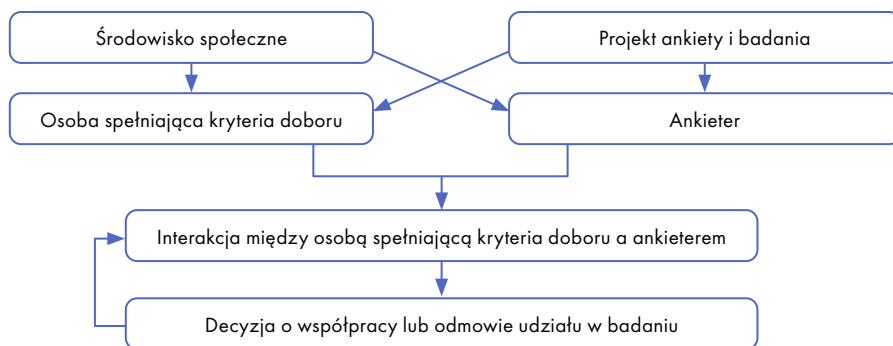 Środowisko społeczne
Projekt ankiety i badania
Osoba spełniająca kryteria doboru
Ankieter
Interakcja między osobą spełniającą kryteria doboru a ankieterem
Decyzja o współpracy lub odmowie udziału w badaniu